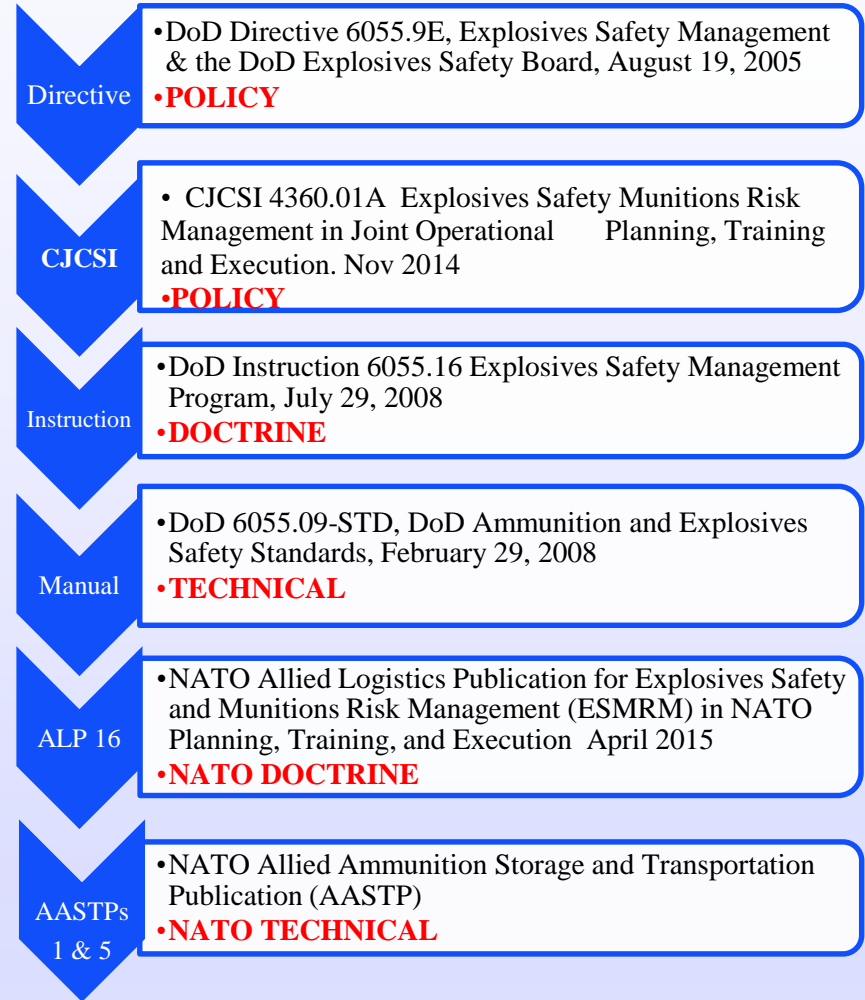 Directive
•DoD Directive 6055.9E, Explosives Safety Management
& the DoD Explosives Safety Board, August 19, 2005
•POLICY
CJCSI
• CJCSI 4360.01A Explosives Safety Munitions Risk
Management in Joint Operational Planning, Training
and Execution. Nov 2014
•POLICY
Instruction
•DoD Instruction 6055.16 Explosives Safety Management
Program, July 29, 2008
•DOCTRINE
Manual
•DoD 6055.09-STD, DoD Ammunition and Explosives
Safety Standards, February 29, 2008
•TECHNICAL
ALP 16
•NATO Allied Logistics Publication for Explosives Safety
and Munitions Risk Management (ESMRM) in NATO
Planning, Training, and Execution April 2015
•NATO DOCTRINE
AASTPs
1 & 5
•NATO Allied Ammunition Storage and Transportation
Publication (AASTP)
•NATO TECHNICAL